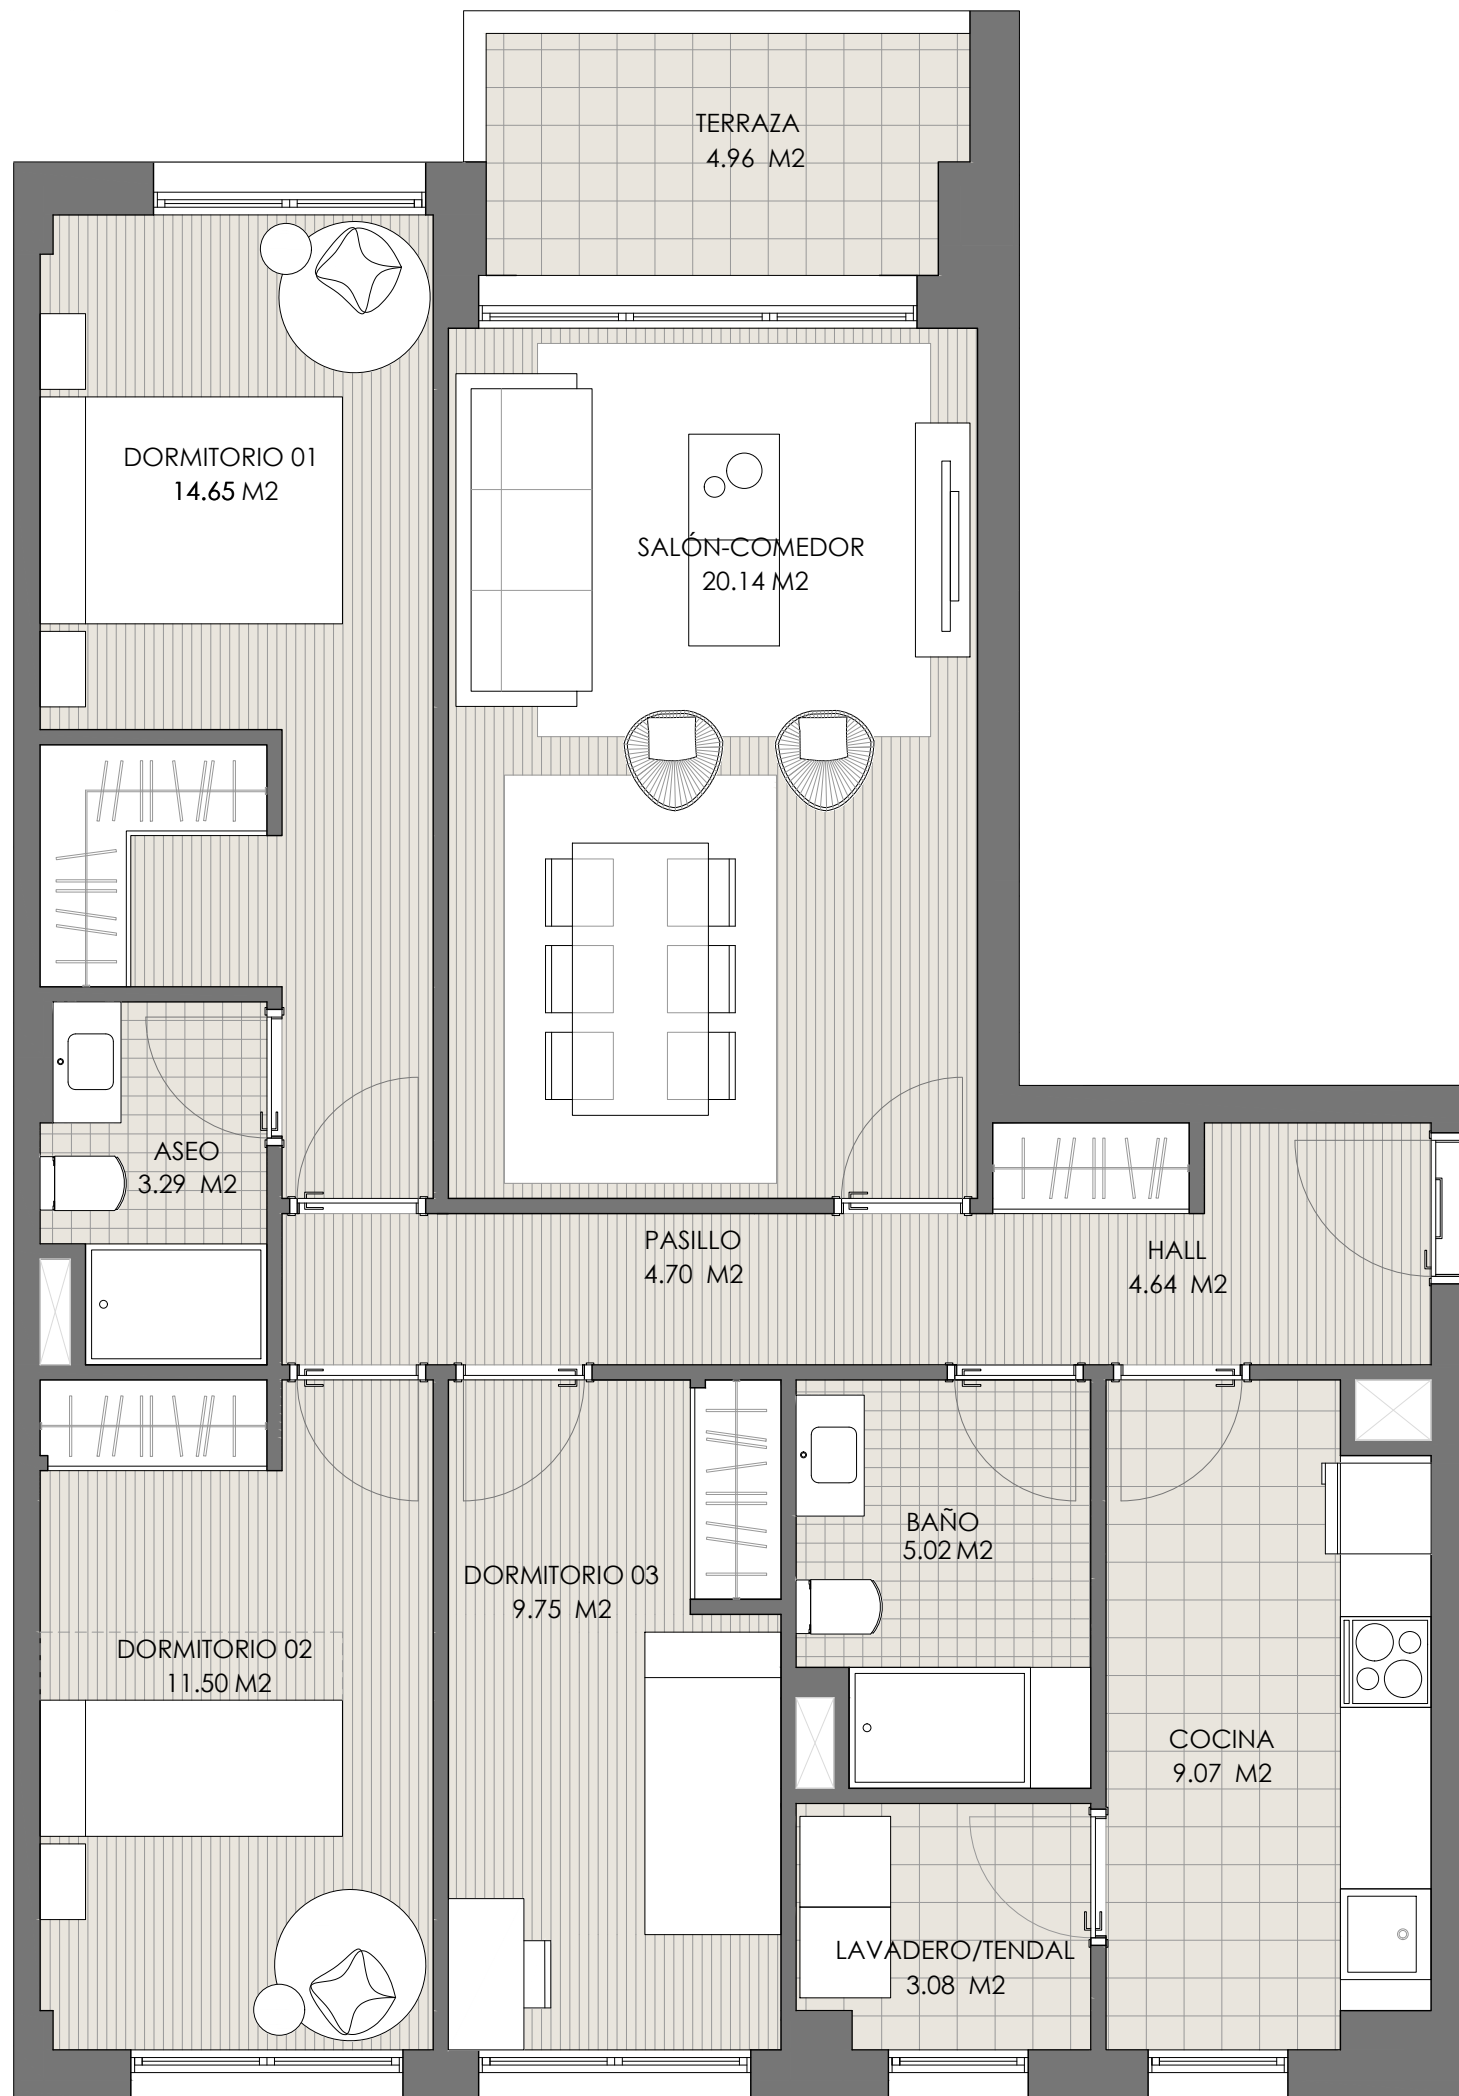 TERRAZA
4.96 M2
DORMITORIO 01
14.65 M2
SALÓN-COMEDOR
20.14 M2
ASEO
3.29 M2
PASILLO
4.70 M2
HALL
4.64 M2
BAÑO
5.02 M2
DORMITORIO 03
9.75 M2
DORMITORIO 02
11.50 M2
COCINA
9.07 M2
LAVADERO/TENDAL
3.08 M2